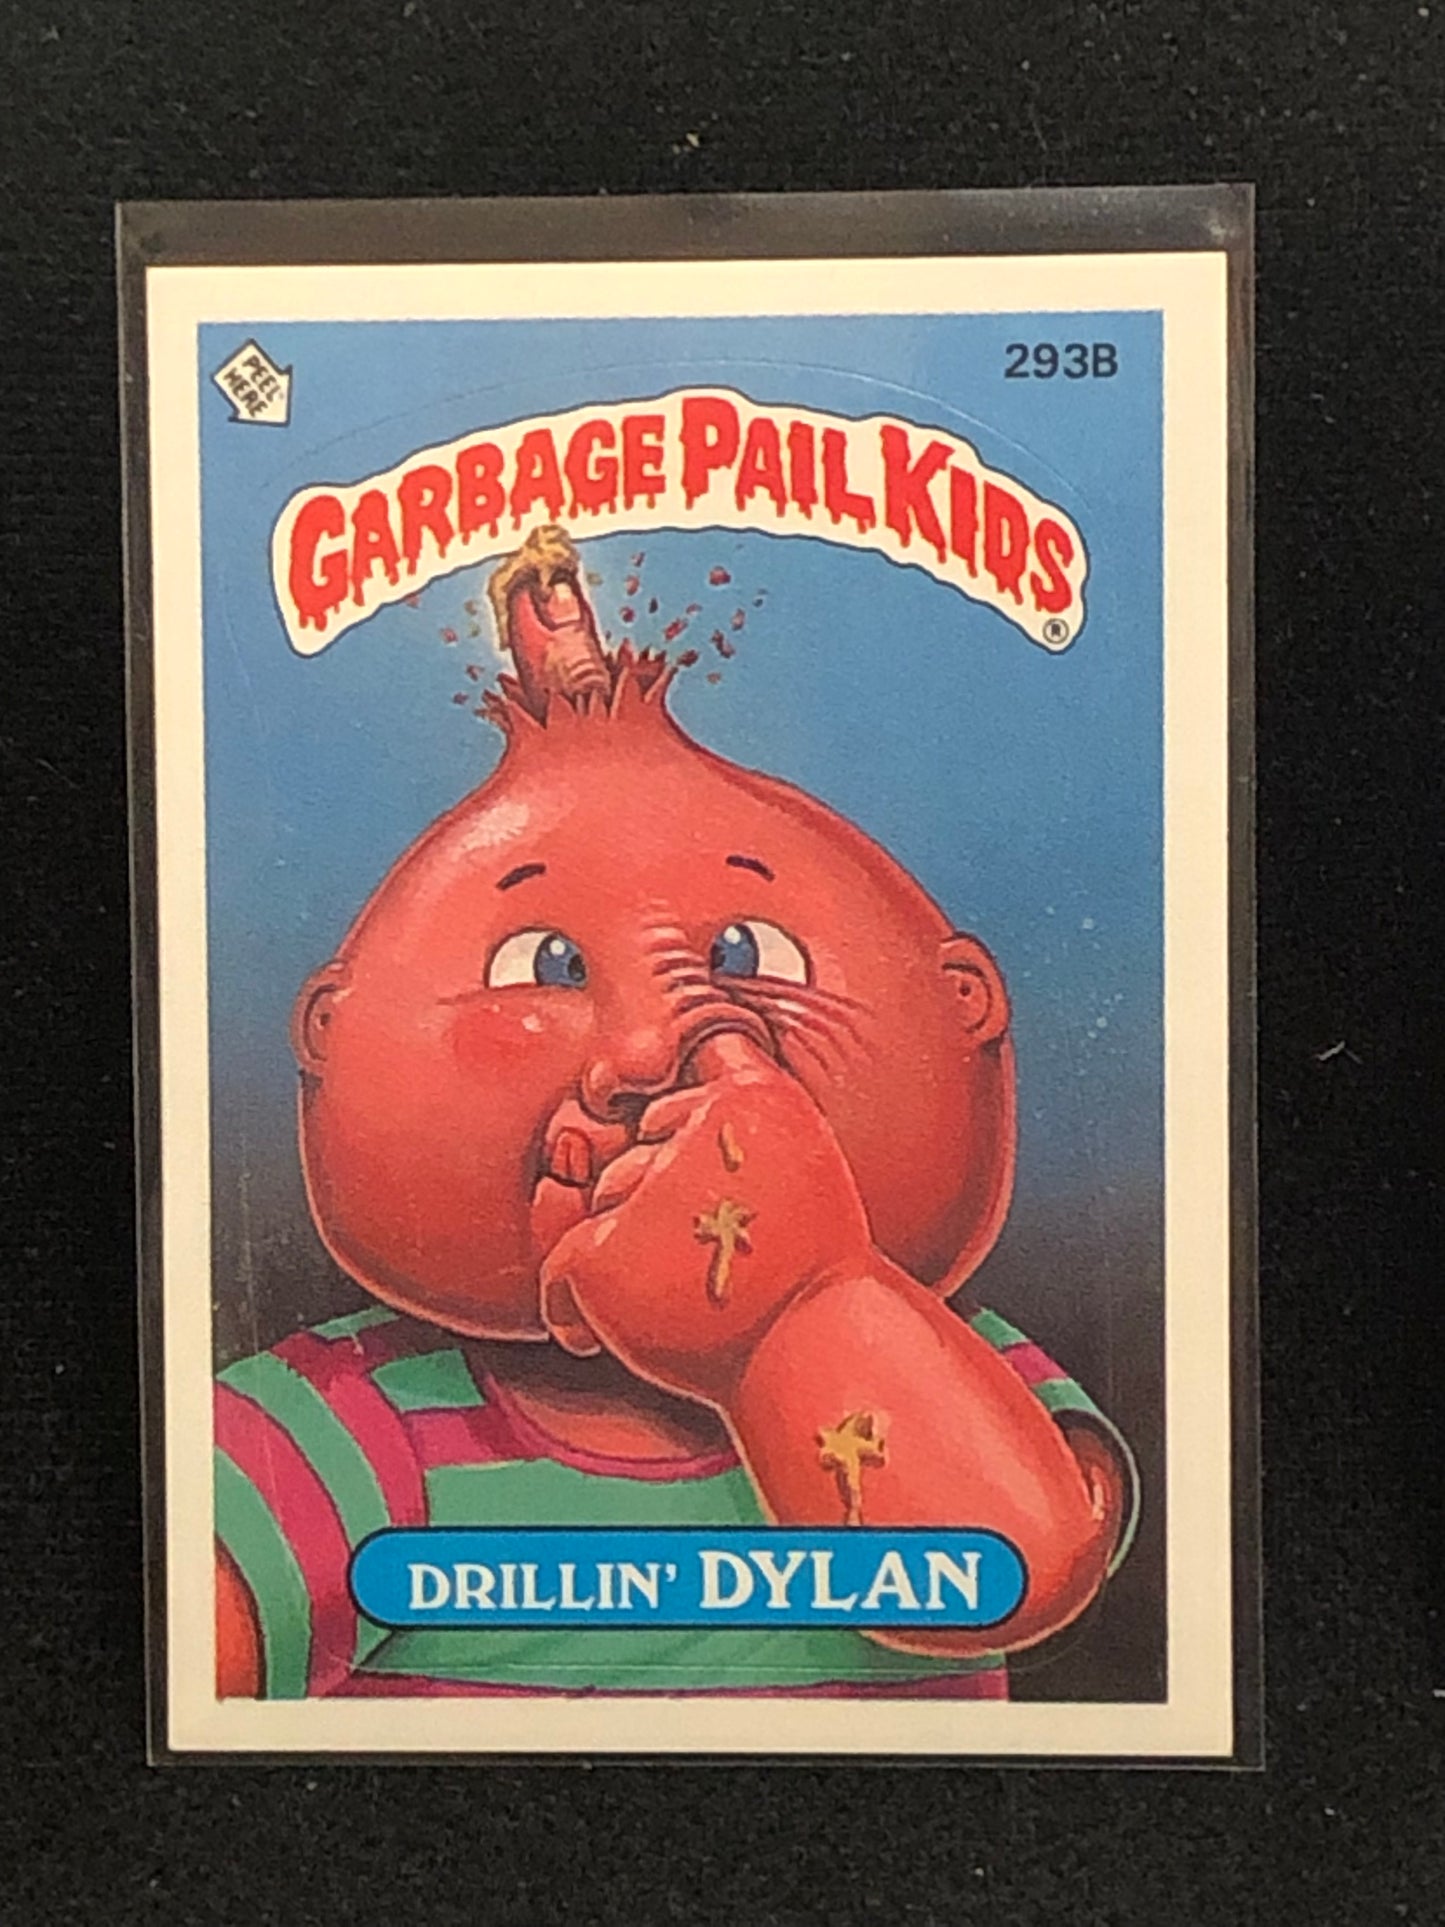 PEEL
HERE
293B
GARBAGE PAIL KIDS
®
DRILLIN' DYLAN